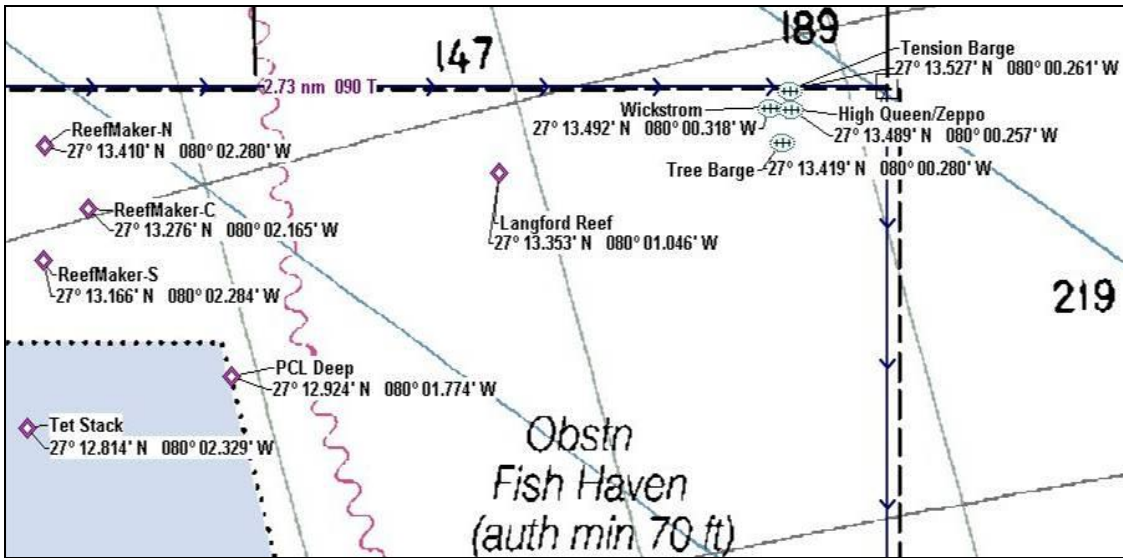 189
147
Tension Barge
27° 13.527' N 080° 00.261' W
2.73 nm 090 T
Wickstrom
27° 13.492' N 080° 00.318' W
High Queen/Zeppo
27° 13.489' N 080° 00.257' W
ReefMaker-N
27° 13.410' N 080° 02.280' W
Tree Barge
27° 13.419' N 080° 00.280' W
ReefMaker-C
27° 13.276' N 080° 02.165' W
Langford Reef
27° 13.353' N 080° 01.046' W
ReefMaker-S
27° 13.166' N 080° 02.284' W
219
PCL Deep
27° 12.924' N 080° 01.774' W
Tet Stack
27° 12.814' N 080° 02.329' W
Obstn
Fish Haven
(auth min 70 ft)